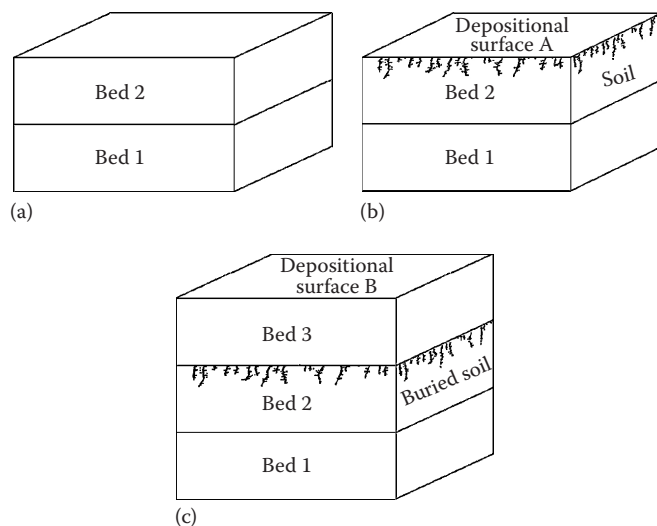 Bed 2
Bed 1
(a)
Depositional
surface A
Soil
Bed 2
Bed 1
(b)
Depositional
surface B
Bed 3
Buried soil
Bed 2
Bed 1
(c)